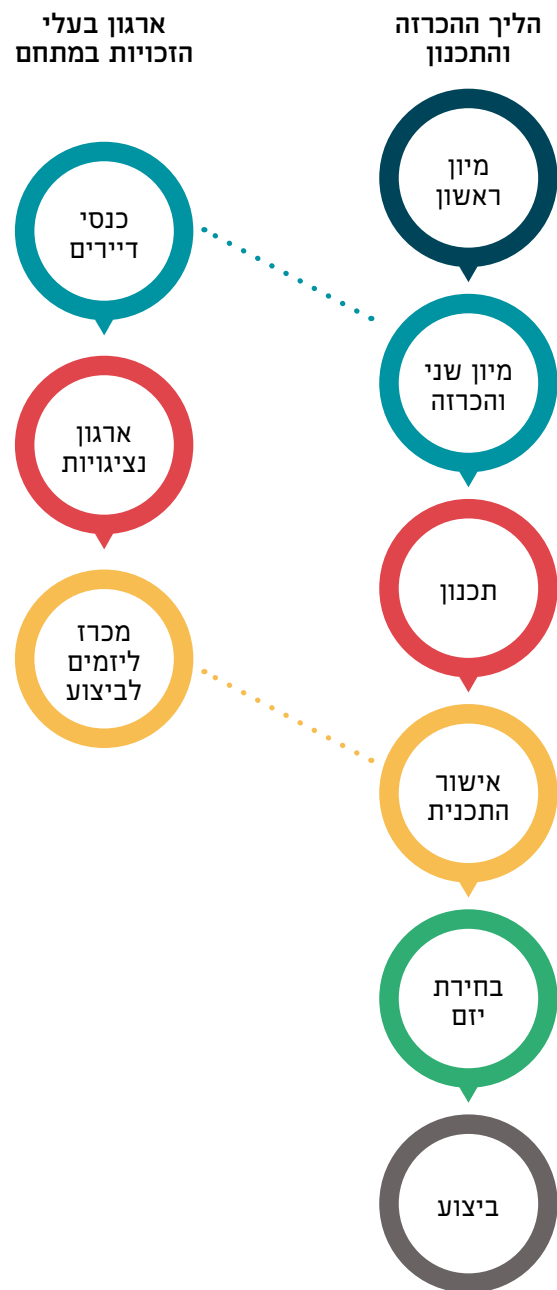 הליך ההכרזה
והתכנון
מיון
ראשון
מיון שני
והכרזה
תכנון
אישור
התכנית
בחירת
יזם
ביצוע
ארגון בעלי
הזכויות במתחם
כנסי
דיירים
ארגון
נציגויות
מכרז
ליזמים
לביצוע